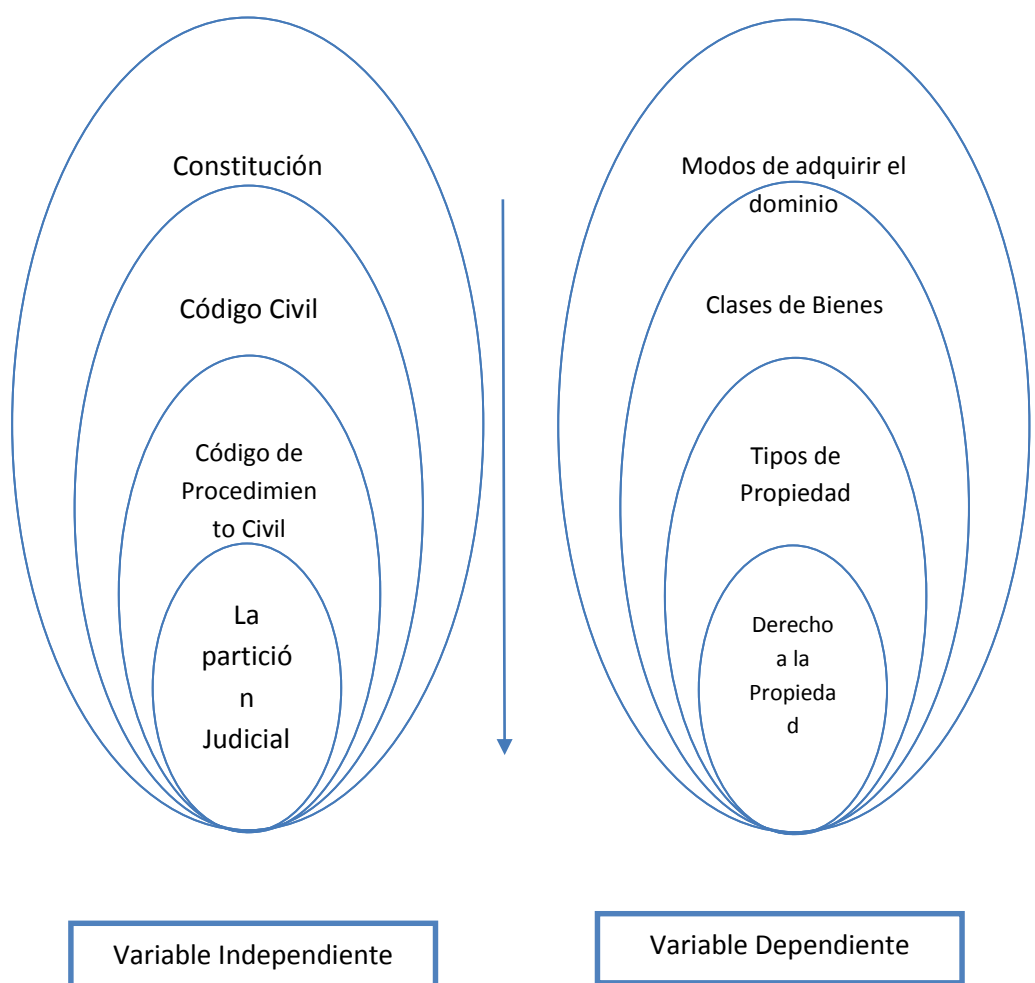 Constitución
Código Civil
Código de
Procedimien
to Civil
La
partició
n
Judicial
Modos de adquirir el
dominio
Clases de Bienes
Tipos de
Propiedad
Derecho
a la
Propieda
d
Variable Independiente
Variable Dependiente